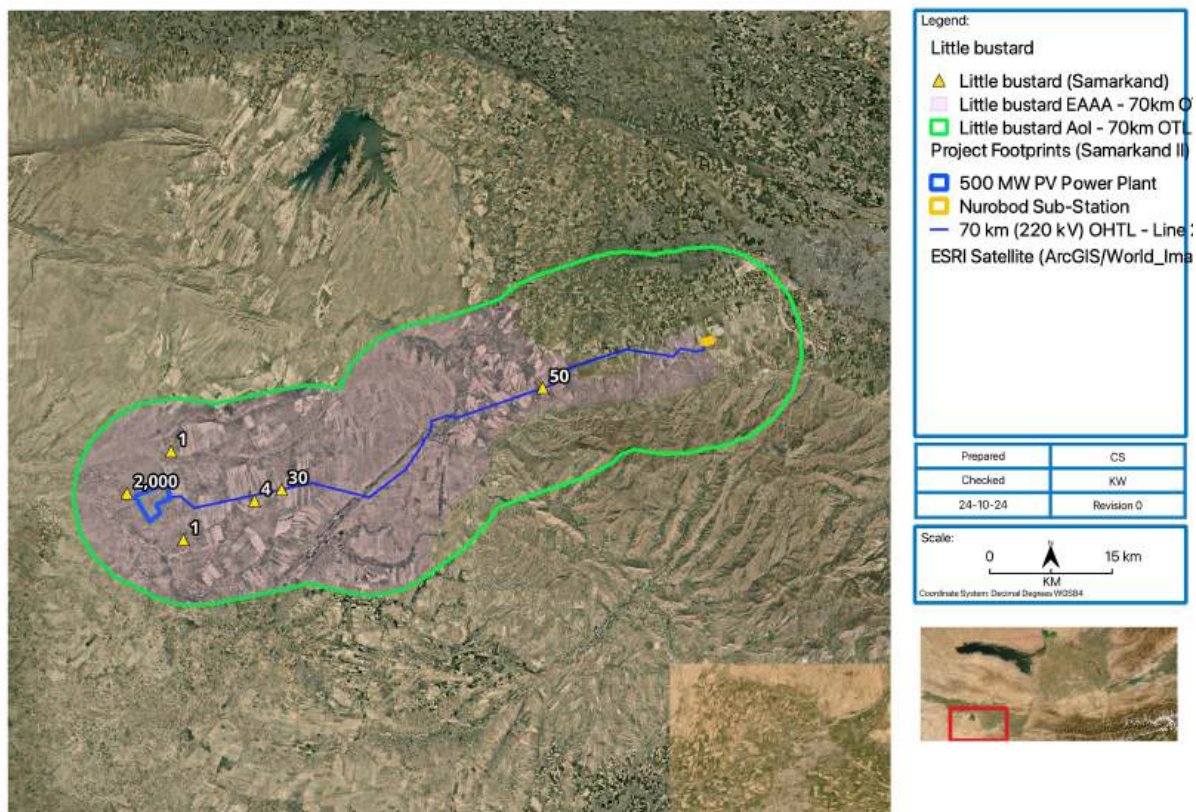 Legend:
Little bustard
Little bustard (Samarkand)
Little bustard EAAA - 70km O
Little bustard AoI - 70km OTL
Project Footprints (Samarkand II)
500 MW PV Power Plant
Nurobod Sub-Station
70 km (220 kV) OHTL - Line 2
ESRI Satellite (ArcGIS/World_Ima
50
1
2,000
30
4
1
Prepared CS
Checked KW
24-10-24 Revision 0
Scale:
N
0 15 km
KM
Coordinate System: Decimal Degrees WGS84